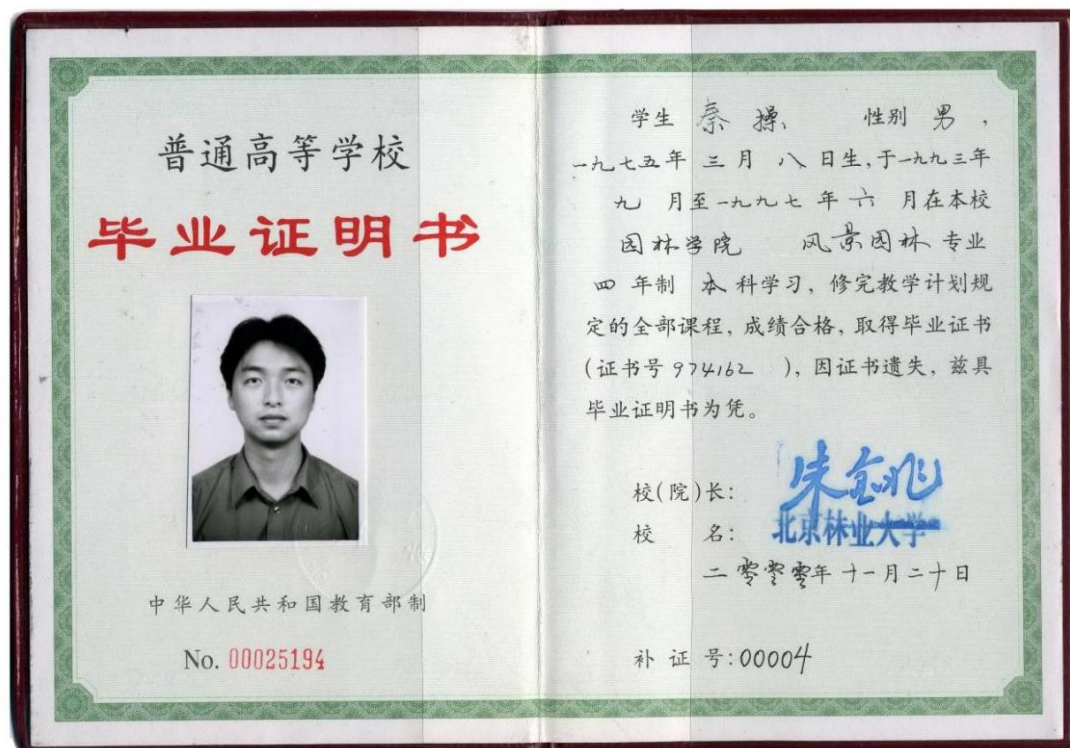 普通高等学校
毕业证明书
中华人民共和国教育部制
No. 00025194
学生 秦操 性别 男，
一九七五年 三月 八日生，于一九九三年
九 月至一九九七年 六 月在本校
园林学院 风景园林 专业
四 年制 本 科学习，修完教学计划规
定的全部课程，成绩合格，取得毕业证书
(证书号 974162 )，因证书遗失，兹具
毕业证明书为凭。
校(院)长： 朱金兆
校 名： 北京林业大学
二零零零年 十一月二十日
补 证 号：00004